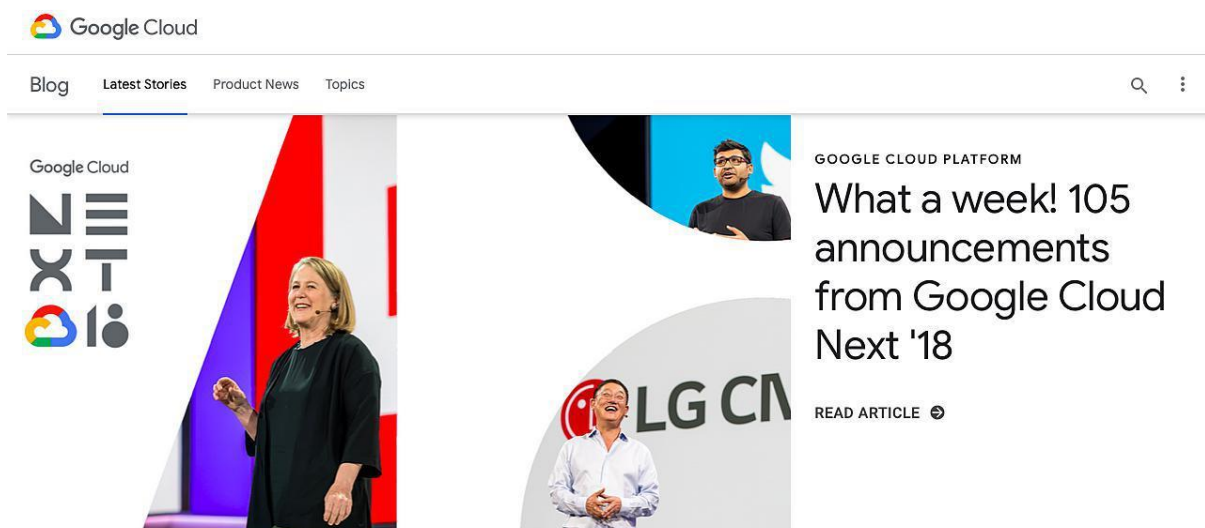 Google Cloud
Blog Latest Stories Product News Topics
Google Cloud
NE
XT
18
GOOGLE CLOUD PLATFORM
What a week! 105
announcements
from Google Cloud
Next '18
READ ARTICLE
LG CN